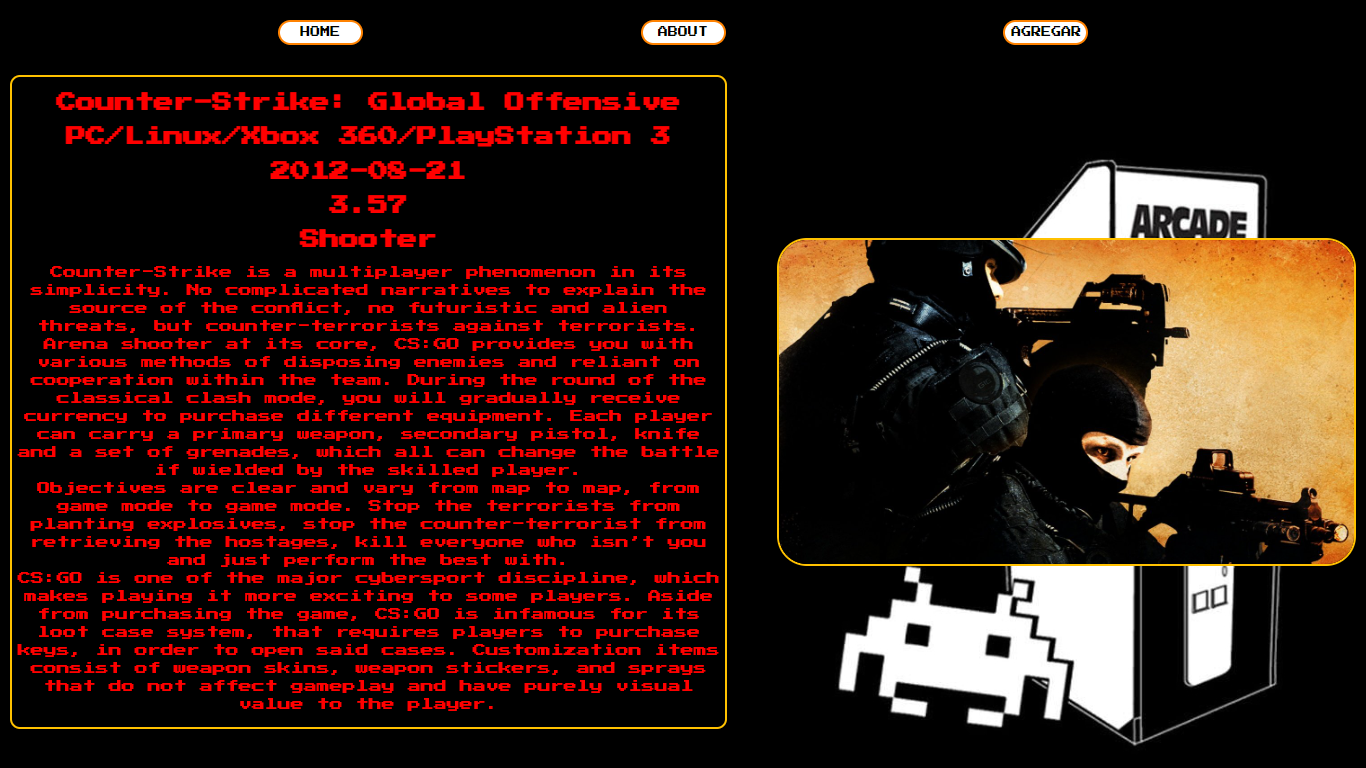 HOME
ABOUT
AGREGAR
Counter-Strike: Global Offensive
PC/Linux/Xbox 360/PlayStation 3
2012-08-21
3.57
Shooter
Counter-Strike is a multiplayer phenomenon in its
simplicity. No complicated narratives to explain the
source of the conflict, no futuristic and alien
threats, but counter-terrorists against terrorists.
Arena shooter at its core, CS:GO provides you with
various methods of disposing enemies and reliant on
cooperation within the team. During the round of the
classical clash mode, you will gradually receive
currency to purchase different equipment. Each player
can carry a primary weapon, secondary pistol, knife
and a set of grenades, which all can change the battle
if wielded by the skilled player.
Objectives are clear and vary from map to map, from
game mode to game mode. Stop the terrorists from
planting explosives, stop the counter-terrorist from
retrieving the hostages, kill everyone who isn’t you
and just perform the best with.
CS:GO is one of the major cybersport discipline, which
makes playing it more exciting to some players. Aside
from purchasing the game, CS:GO is infamous for its
loot case system, that requires players to purchase
keys, in order to open said cases. Customization items
consist of weapon skins, weapon stickers, and sprays
that do not affect gameplay and have purely visual
value to the player.
ARCADE